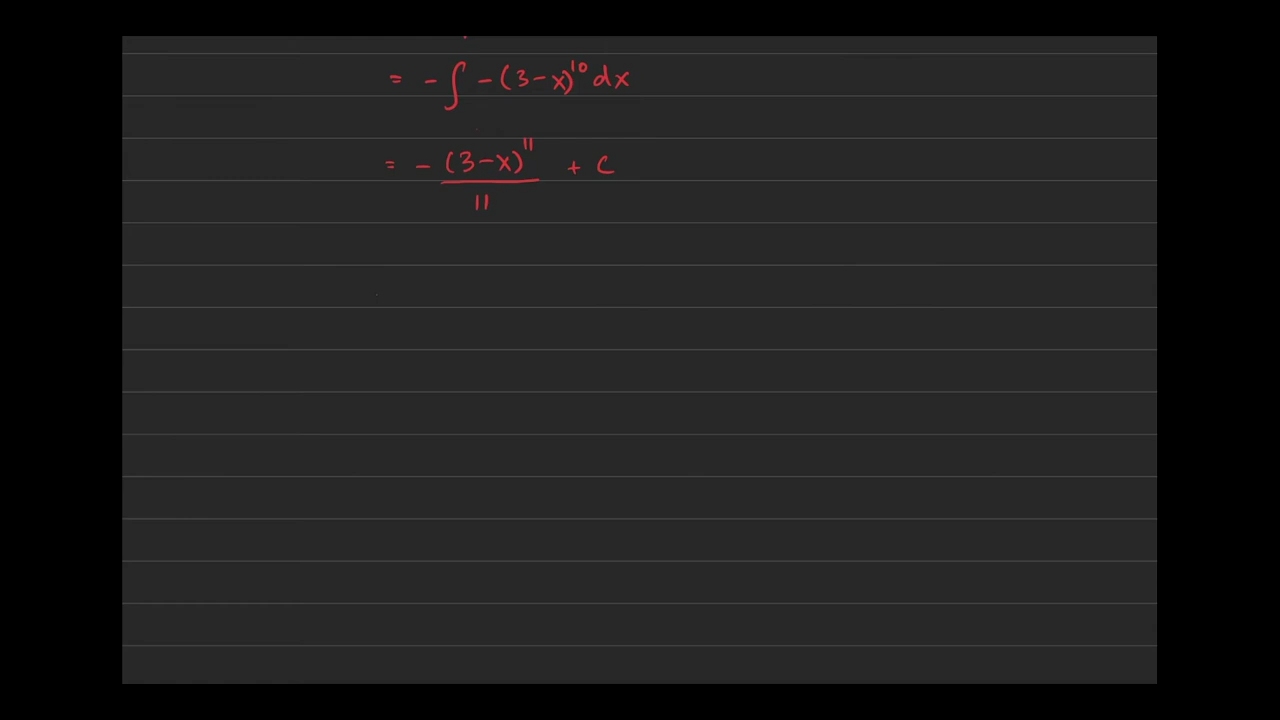 = - ∫ - (3-x)^10 dx
= - (3-x)^11 / 11 + C